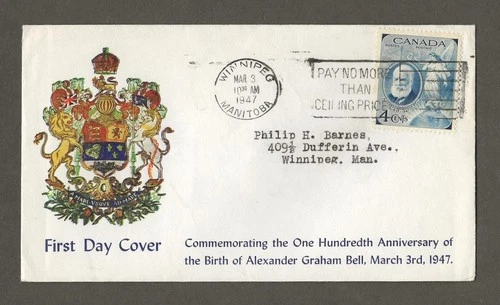 WINNIPEG
MAR 3
10 AM
1947
MANITOBA
PAY NO MORE
THAN
CEILING PRICE
CANADA
4 CTS
Philip H. Barnes,
409½ Dufferin Ave.,
Winnipeg, Man.
First Day Cover
Commemorating the One Hundredth Anniversary of
the Birth of Alexander Graham Bell, March 3rd, 1947.